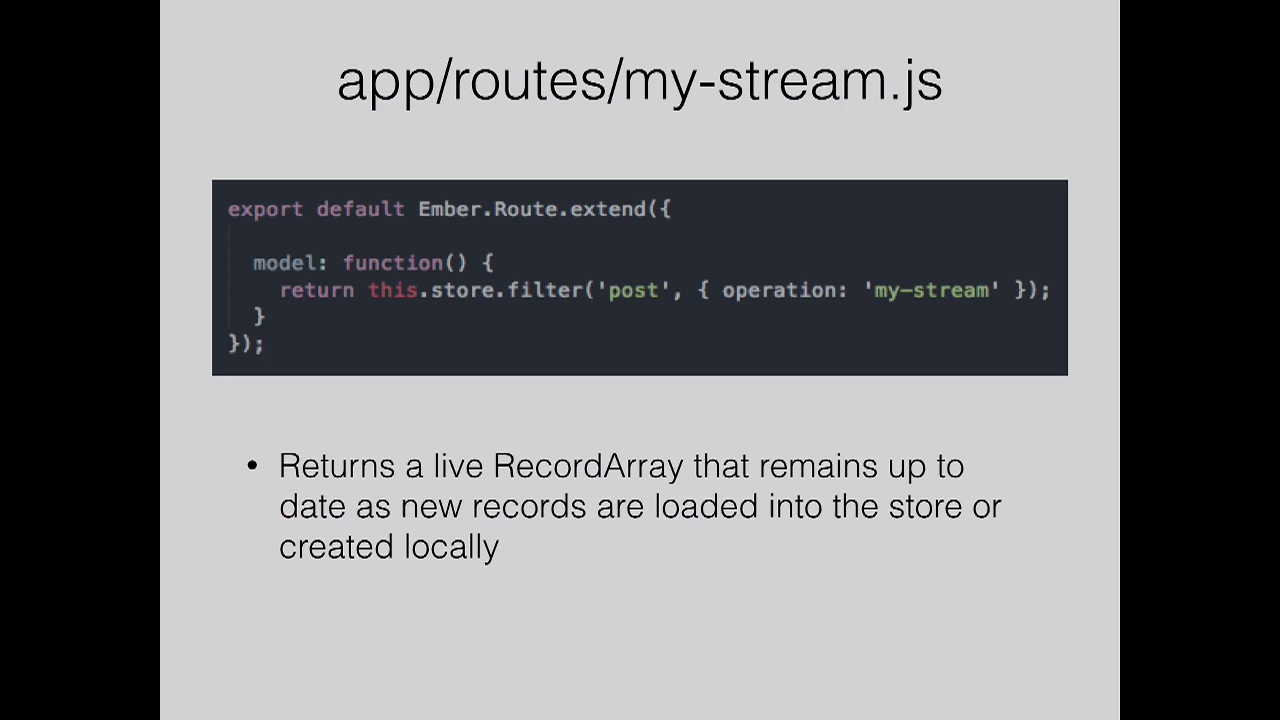 app/routes/my-stream.js
export default Ember.Route.extend({
model: function() {
return this.store.filter('post', { operation: 'my-stream' });
}
});
• Returns a live RecordArray that remains up to
date as new records are loaded into the store or
created locally